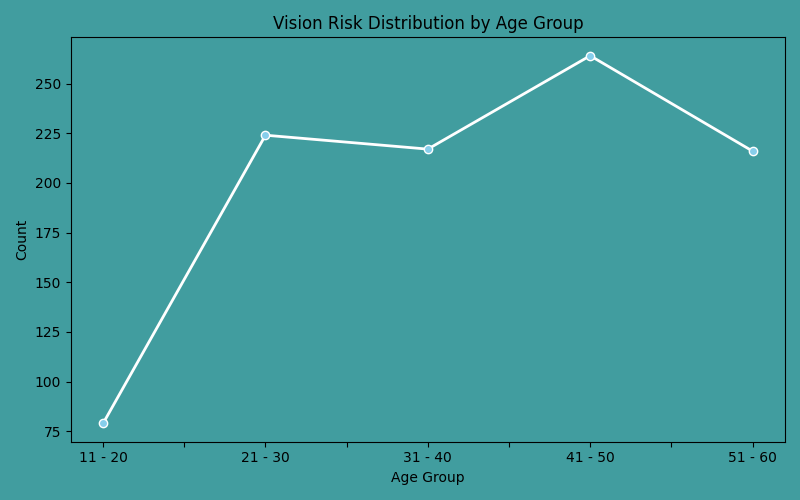 Vision Risk Distribution by Age Group
250
225
200
175
150
125
100
75
Count
11 - 20
21 - 30
31 - 40
41 - 50
51 - 60
Age Group